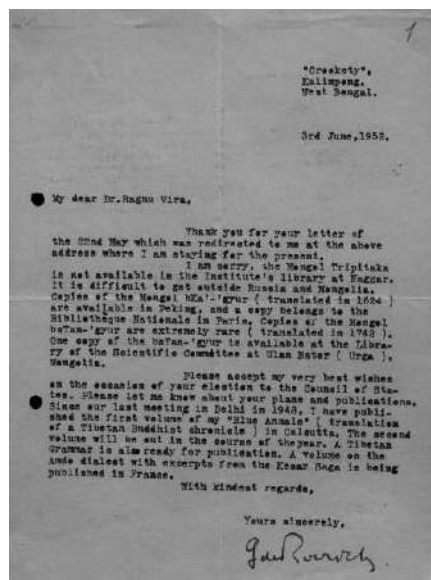 1
"Crookety",
Kalimpong,
West Bengal.
3rd June,1952.
My dear Dr.Raghu Vira,
Thank you for your letter of
the 22nd May which was redirected to me at the above
address where I am staying for the present.
I am sorry, the Mongol Tripitaka
is not available in the Institute's library at Naggar.
It is difficult to get outside Russia and Mongolia.
Copies of the Mongol bKa'-'gyur ( translated in 1624 )
are available in Peking, and a copy belongs to the
Bibliothèque Nationale in Paris. Copies of the Mongol
bsTan-'gyur are extremely rare ( translated in 1742 ).
One copy of the bsTan-'gyur is available at the Libra-
ry of the Scientific Committee at Ulan Bator ( Urga ),
Mongolia.
Please accept my very best wishes
on the occasion of your election to the Council of Sta-
tes. Please let me know about your plans and publications.
Since our last meeting in Delhi in 1948, I have publi-
shed the first volume of my "Blue Annals" ( translation
of a Tibetan Buddhist chronicle ) in Calcutta. The second
volume will be out in the course of theyear. A Tibetan
Grammar is also ready for publication. A volume on the
Amdo dialect with excerpts from the Kesar Saga is being
published in France.
With kindest regards,
Yours sincerely,